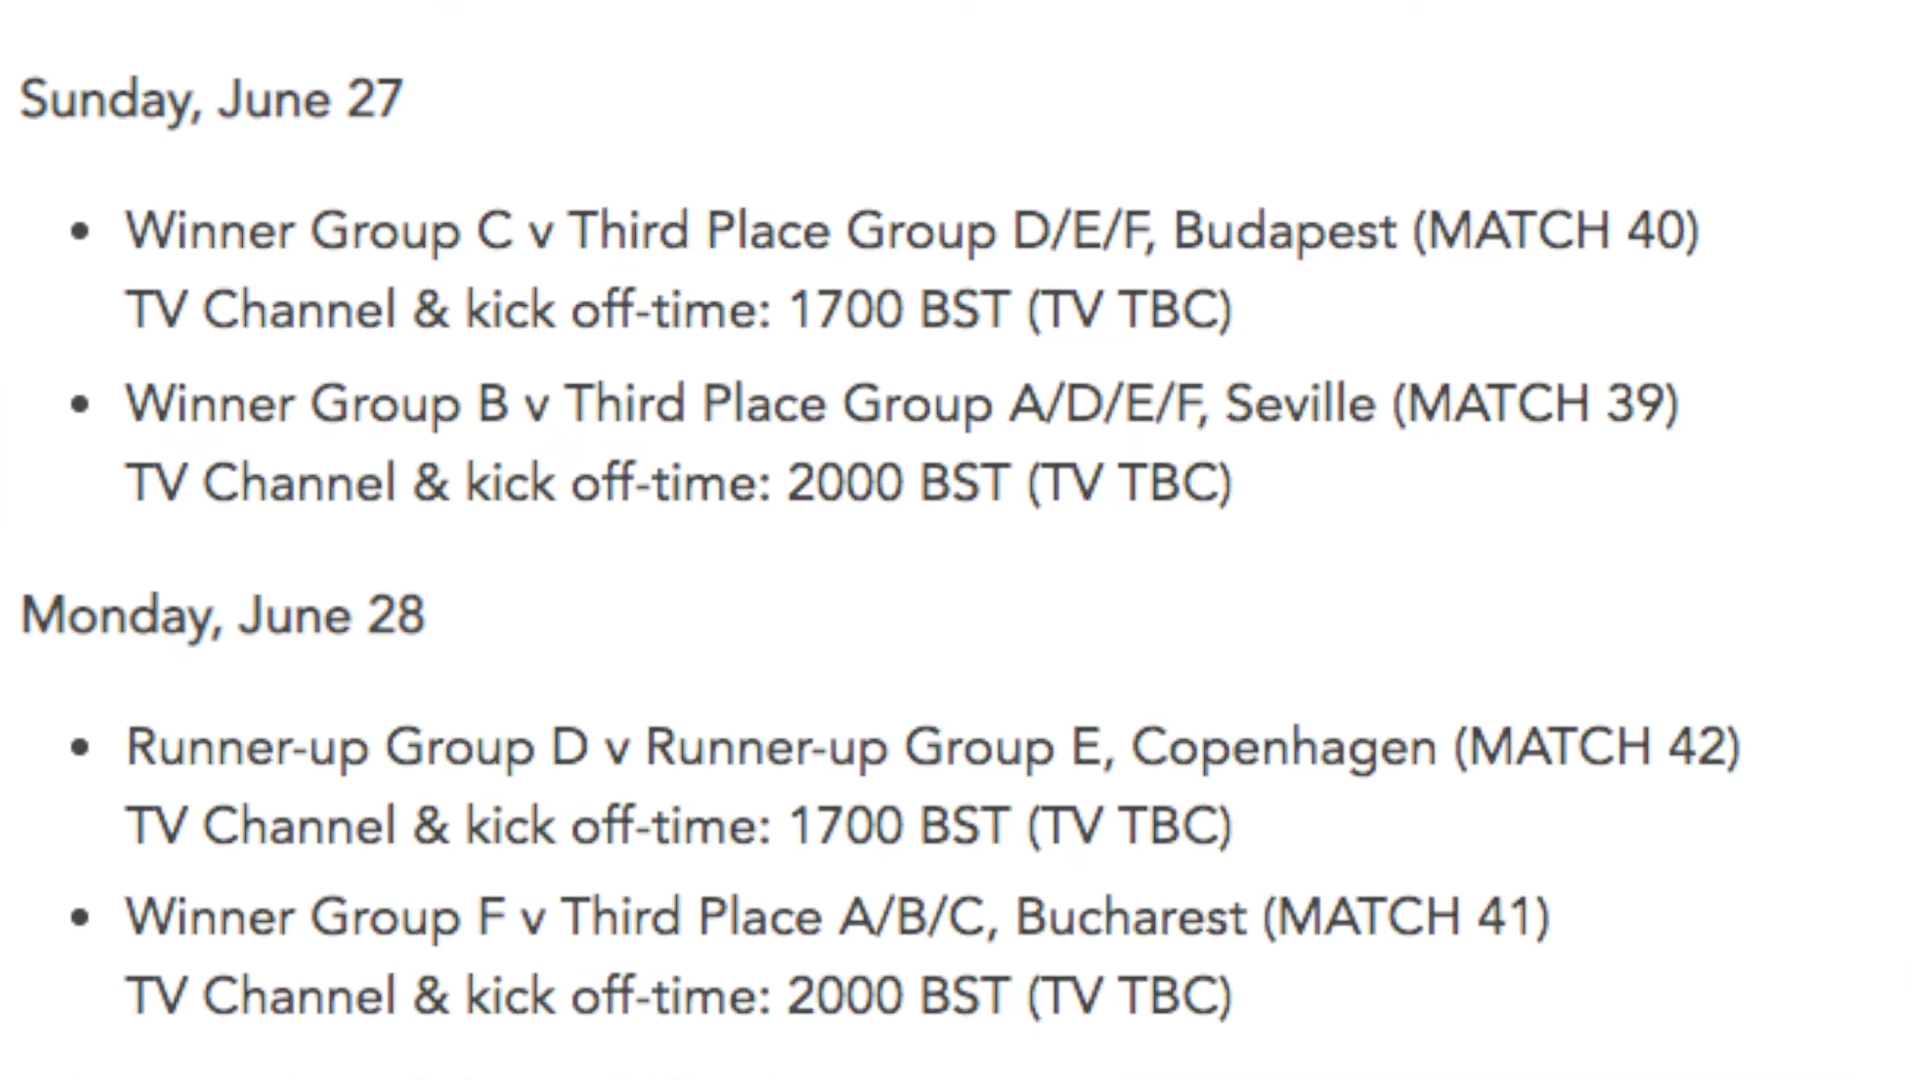 Sunday, June 27
• Winner Group C v Third Place Group D/E/F, Budapest (MATCH 40)
TV Channel & kick off-time: 1700 BST (TV TBC)
• Winner Group B v Third Place Group A/D/E/F, Seville (MATCH 39)
TV Channel & kick off-time: 2000 BST (TV TBC)
Monday, June 28
• Runner-up Group D v Runner-up Group E, Copenhagen (MATCH 42)
TV Channel & kick off-time: 1700 BST (TV TBC)
• Winner Group F v Third Place A/B/C, Bucharest (MATCH 41)
TV Channel & kick off-time: 2000 BST (TV TBC)